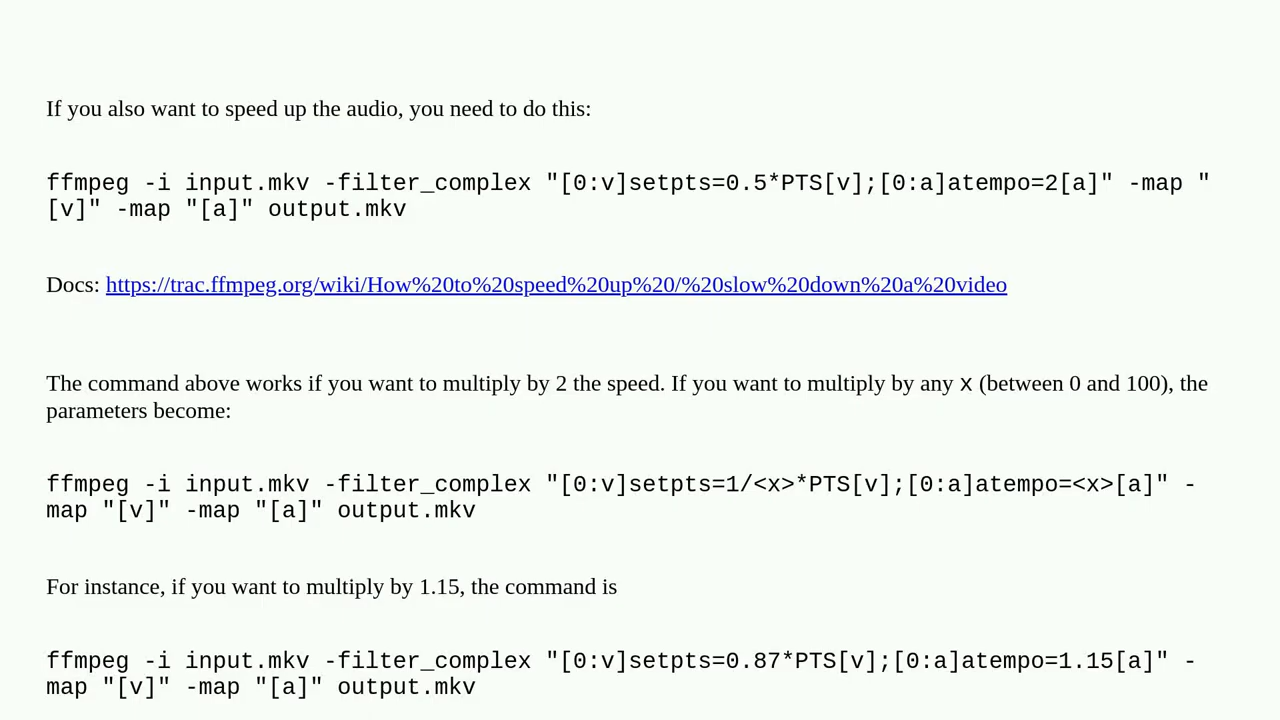 If you also want to speed up the audio, you need to do this:
ffmpeg -i input.mkv -filter_complex "[0:v]setpts=0.5*PTS[v];[0:a]atempo=2[a]" -map "
[v]" -map "[a]" output.mkv
Docs: https://trac.ffmpeg.org/wiki/How%20to%20speed%20up%20/%20slow%20down%20a%20video
The command above works if you want to multiply by 2 the speed. If you want to multiply by any x (between 0 and 100), the
parameters become:
ffmpeg -i input.mkv -filter_complex "[0:v]setpts=1/<x>*PTS[v];[0:a]atempo=<x>[a]" -
map "[v]" -map "[a]" output.mkv
For instance, if you want to multiply by 1.15, the command is
ffmpeg -i input.mkv -filter_complex "[0:v]setpts=0.87*PTS[v];[0:a]atempo=1.15[a]" -
map "[v]" -map "[a]" output.mkv